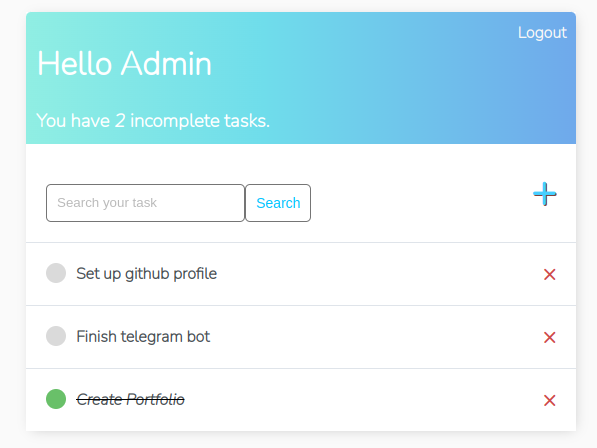 Logout
Hello Admin
You have 2 incomplete tasks.
Search your task
Search
Set up github profile
Finish telegram bot
Create Portfolio